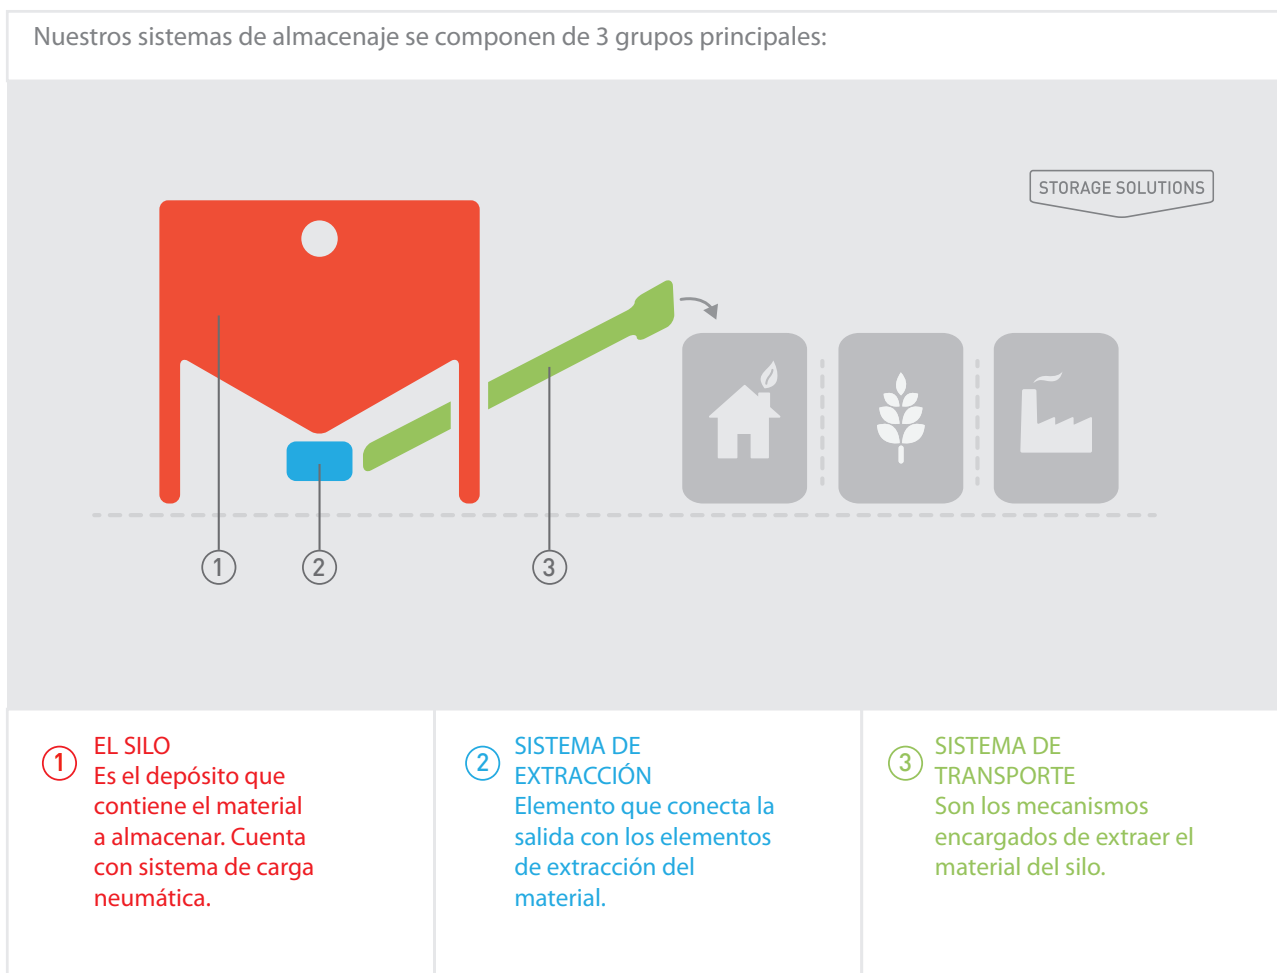 Nuestros sistemas de almacenaje se componen de 3 grupos principales:
STORAGE SOLUTIONS
1
2
3
1
EL SILO
Es el depósito que
contiene el material
a almacenar. Cuenta
con sistema de carga
neumática.
2
SISTEMA DE
EXTRACCIÓN
Elemento que conecta la
salida con los elementos
de extracción del
material.
3
SISTEMA DE
TRANSPORTE
Son los mecanismos
encargados de extraer el
material del silo.